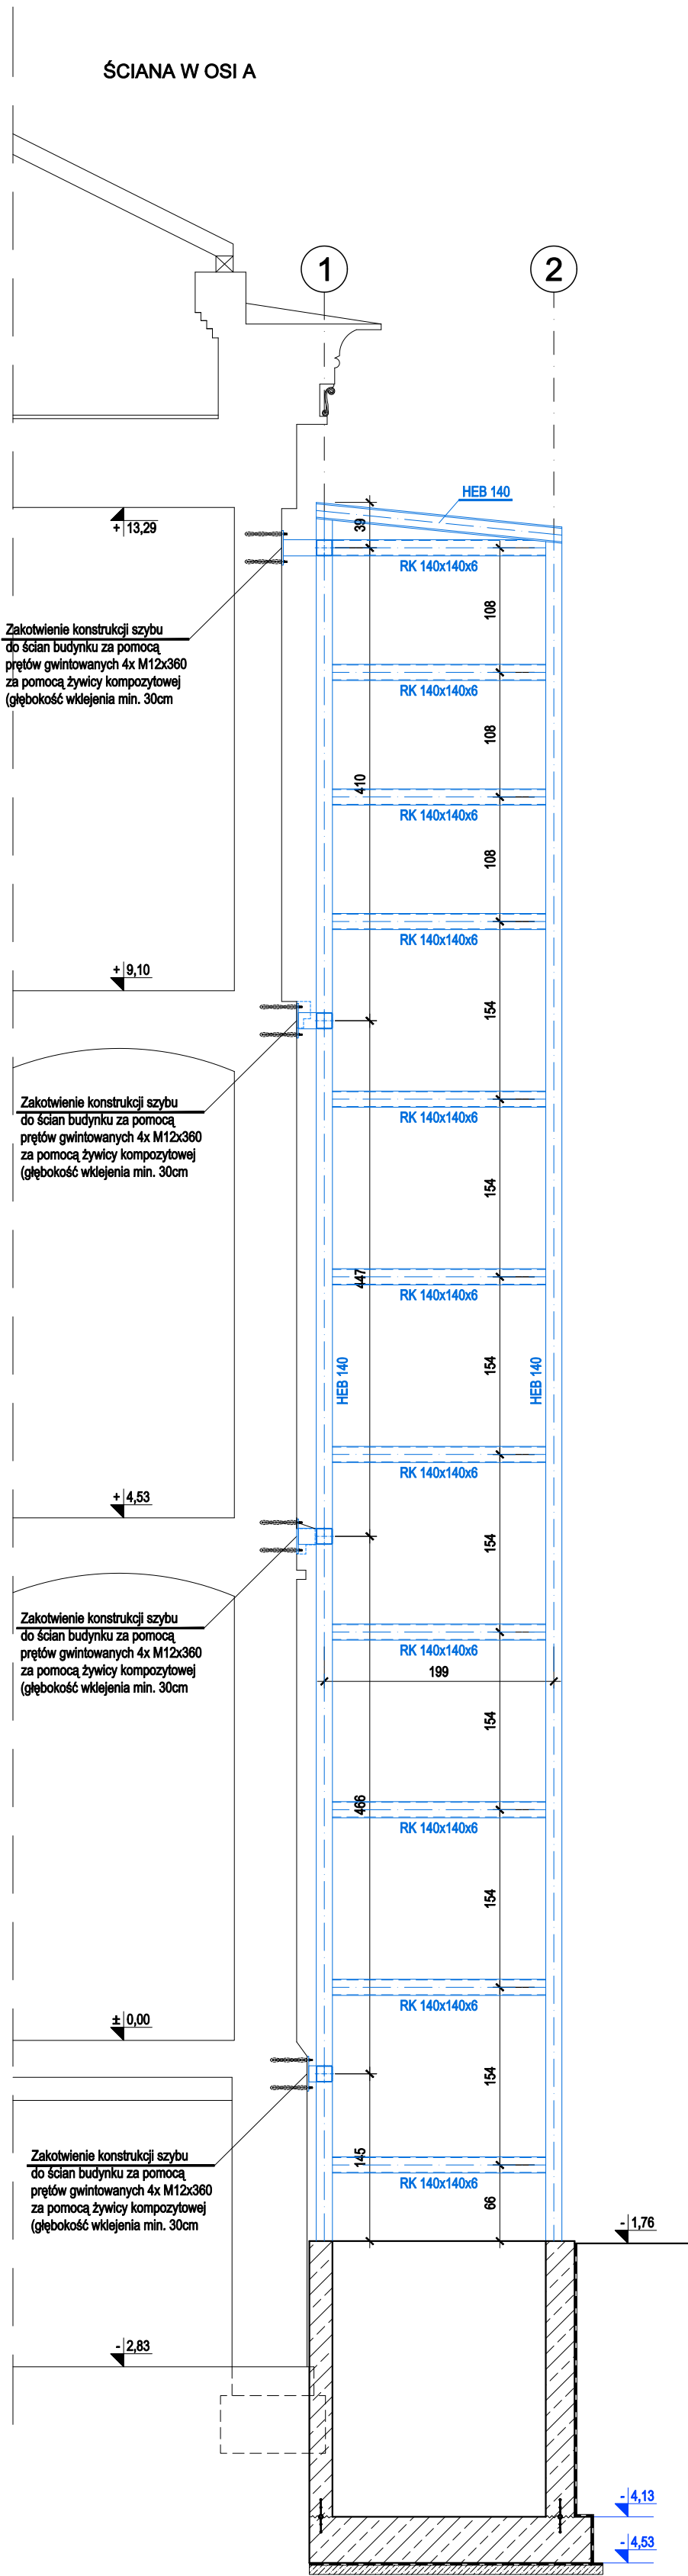 ŚCIANA W OSI A
1
2
HEB 140
39
+ 13,29
RK 140x140x6
108
Zakotwienie konstrukcji szybu
do ścian budynku za pomocą
prętów gwintowanych 4x M12x360
za pomocą żywicy kompozytowej
(głębokość wklejenia min. 30cm
RK 140x140x6
108
410
RK 140x140x6
108
RK 140x140x6
+ 9,10
154
Zakotwienie konstrukcji szybu
do ścian budynku za pomocą
prętów gwintowanych 4x M12x360
za pomocą żywicy kompozytowej
(głębokość wklejenia min. 30cm
RK 140x140x6
154
447
RK 140x140x6
154
HEB 140
HEB 140
RK 140x140x6
+ 4,53
154
Zakotwienie konstrukcji szybu
do ścian budynku za pomocą
prętów gwintowanych 4x M12x360
za pomocą żywicy kompozytowej
(głębokość wklejenia min. 30cm
RK 140x140x6
199
154
466
RK 140x140x6
154
RK 140x140x6
± 0,00
154
Zakotwienie konstrukcji szybu
do ścian budynku za pomocą
prętów gwintowanych 4x M12x360
za pomocą żywicy kompozytowej
(głębokość wklejenia min. 30cm
145
RK 140x140x6
66
- 1,76
- 2,83
- 4,13
- 4,53